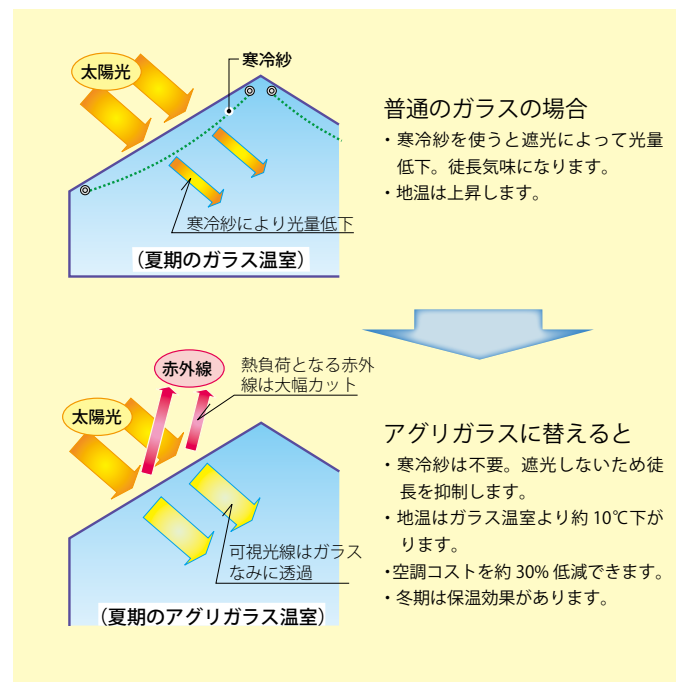 太陽光
寒冷紗
寒冷紗により光量低下
（夏期のガラス温室）
普通のガラスの場合
・寒冷紗を使うと遮光によって光量
低下。徒長気味になります。
・地温は上昇します。
赤外線
熱負荷となる赤外
線は大幅カット
太陽光
可視光線はガラス
なみに透過
（夏期のアグリガラス温室）
アグリガラスに替えると
・寒冷紗は不要。遮光しないため徒
長を抑制します。
・地温はガラス温室より約 10℃下が
ります。
・空調コストを約 30% 低減できます。
・冬期は保温効果があります。